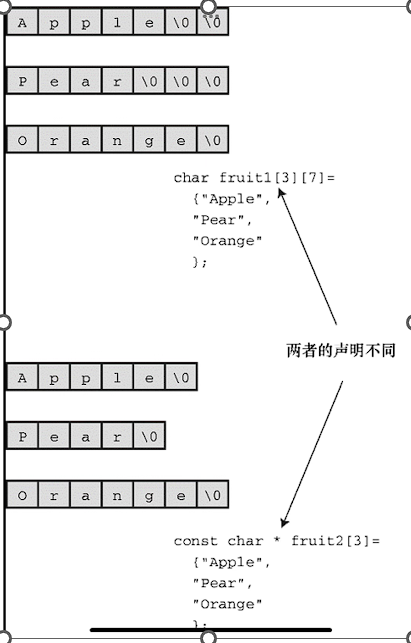 A p p l e \0 \0
P e a r \0 \0 \0
O r a n g e \0
char fruit1[3][7]=
{"Apple",
"Pear",
"Orange"
};
两者的声明不同
A p p l e \0
P e a r \0
O r a n g e \0
const char * fruit2[3]=
{"Apple",
"Pear",
"Orange"
};